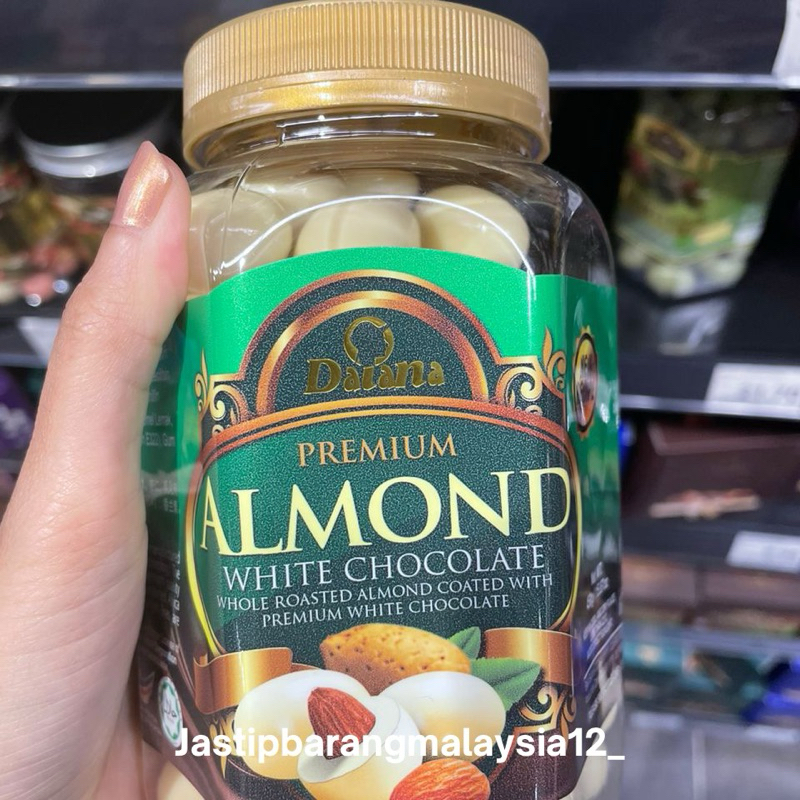 Daiana
PREMIUM
ALMOND
WHITE CHOCOLATE
WHOLE ROASTED ALMOND COATED WITH
PREMIUM WHITE CHOCOLATE
Jastipbarangmalaysia12_